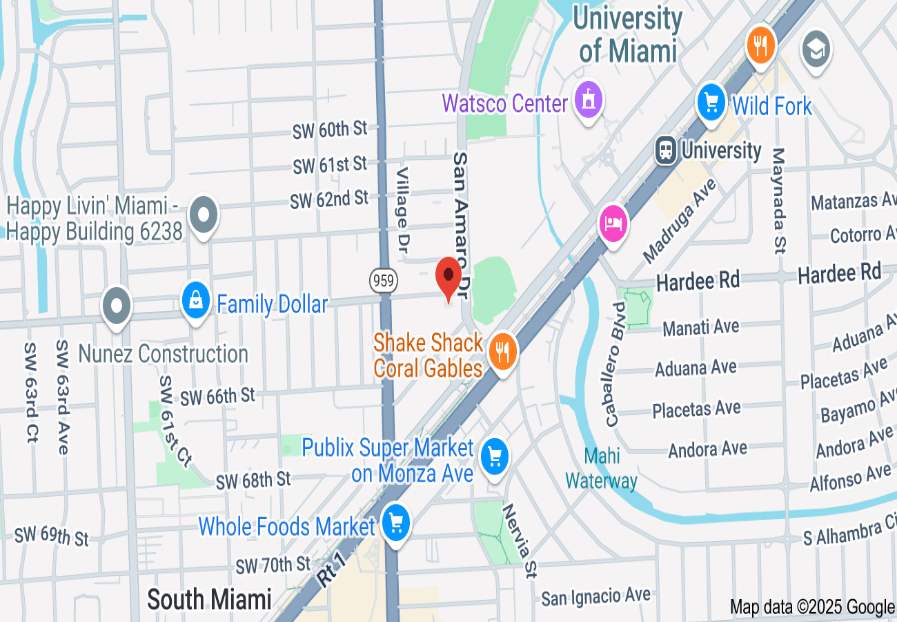 University
of Miami
Watsco Center
Wild Fork
SW 60th St
University
SW 61st St
San Amaro Dr
Maynada St
Village Dr
SW 62nd St
Madruga Ave
Matanzas Av
Happy Livin' Miami -
Happy Building 6238
Cotorro A
959
Hardee Rd
Hardee Rd
Family Dollar
Manati Ave
Caballero Blvd
Aduana A
Shake Shack
Coral Gables
Nunez Construction
SW 63rd Ct
SW 63rd Ave
Aduana Ave
Placetas Ave
SW 61st Ct
SW 66th St
Placetas Ave
Bayamo Av
Andora Ave
Andora Ave
Publix Super Market
on Monza Ave
Mahi
Waterway
Alfonso Ave
SW 68th St
Nervia St
SW 69th St
Whole Foods Market
S Alhambra Ci
SW 70th St
Rt 1
South Miami
San Ignacio Ave
Map data ©2025 Google